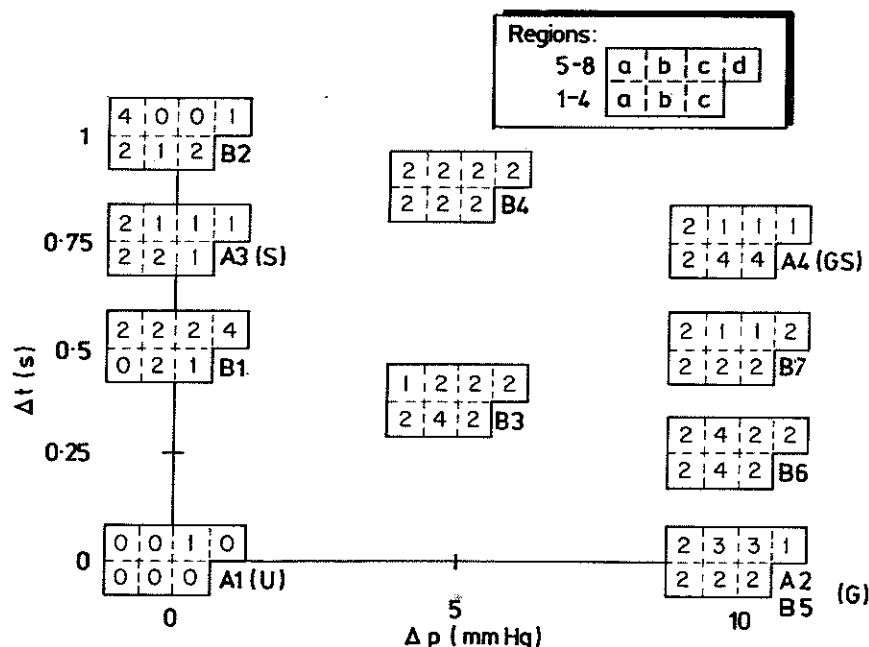 Regions:
5-8 a b c d
1-4 a b c
1
4 0 0 1
2 1 2 B2
2 2 2 2
2 2 2 B4
0·75
2 1 1 1
2 2 1 A3 (S)
2 1 1 1
2 4 4 A4 (GS)
0·5
2 2 2 4
0 2 1 B1
2 1 1 2
2 2 2 B7
Δt (s)
1 2 2 2
2 4 2 B3
0·25
2 4 2 2
2 4 2 B6
0
0 0 1 0
0 0 0 A1 (U)
2 3 3 1
2 2 2 A2
B5 (G)
0 5 10
Δp (mmHg)